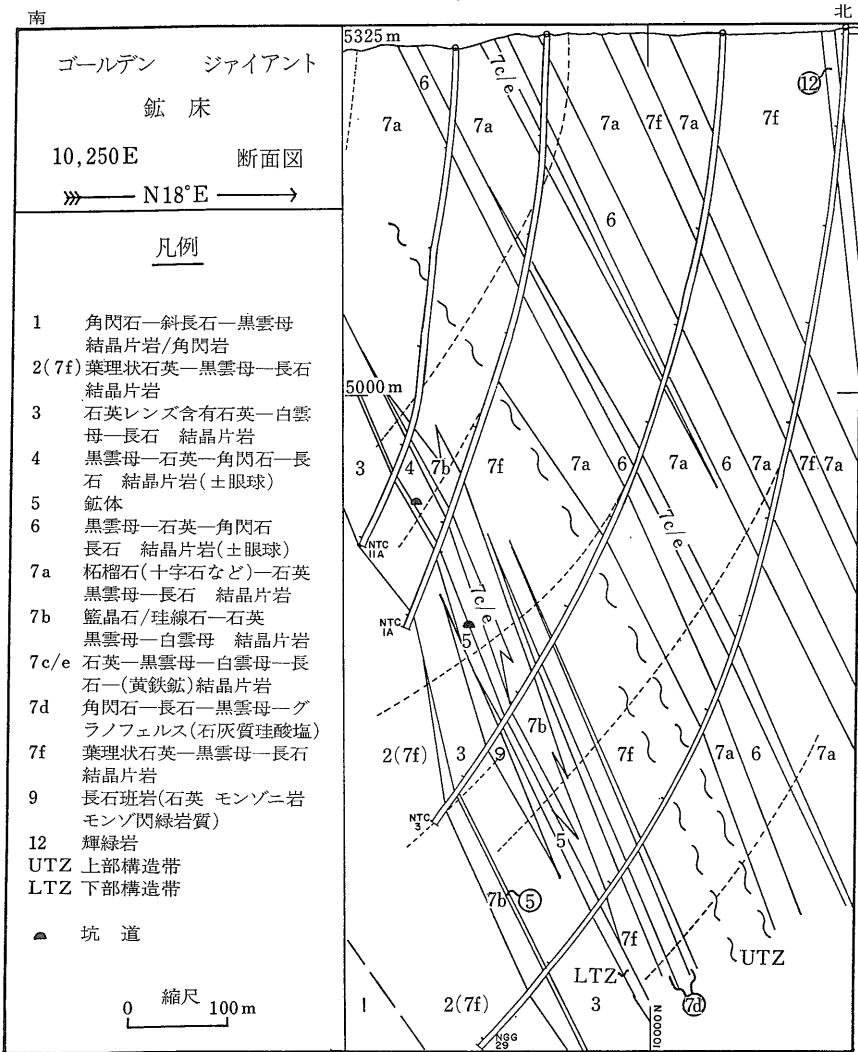 南
北
ゴールデン ジャイアント
鉱床
10,250E 断面図
N18°E
凡例
1 角閃石―斜長石―黒雲母
結晶片岩/角閃岩
2(7f) 葉理状石英―黒雲母―長石
結晶片岩
3 石英レンズ含有石英―白雲
母―長石 結晶片岩
4 黒雲母―石英―角閃石―長
石 結晶片岩(±眼球)
5 鉱体
6 黒雲母―石英―角閃石
長石 結晶片岩(±眼球)
7a 柘榴石(十字石など)―石英
黒雲母―長石 結晶片岩
7b 籃晶石/珪線石―石英
黒雲母―白雲母 結晶片岩
7c/e 石英―黒雲母―白雲母―長
石―(黄鉄鉱)結晶片岩
7d 角閃石―長石―黒雲母―グ
ラノフェルス(石灰質珪酸塩)
7f 葉理状石英―黒雲母―長石
結晶片岩
9 長石斑岩(石英 モンゾニ岩
モンゾ閃緑岩質)
12 輝緑岩
UTZ 上部構造帯
LTZ 下部構造帯
坑道
縮尺
0 100m
5325m
6
7c/e
12
7a 7a 7a 7f 7a 7f
6
5000m
3 4 7b 7f 7a 6 7a 6 7a 7f 7a
NTC
11A
7c/e
7c/e
NTC
1A
5
7b
2(7f) 3 9 7f 7a 6 7a
NTC
3
5
7b 5
7f
UTZ
LTZ
7d
1 2(7f) 3
10000N
NGG
29